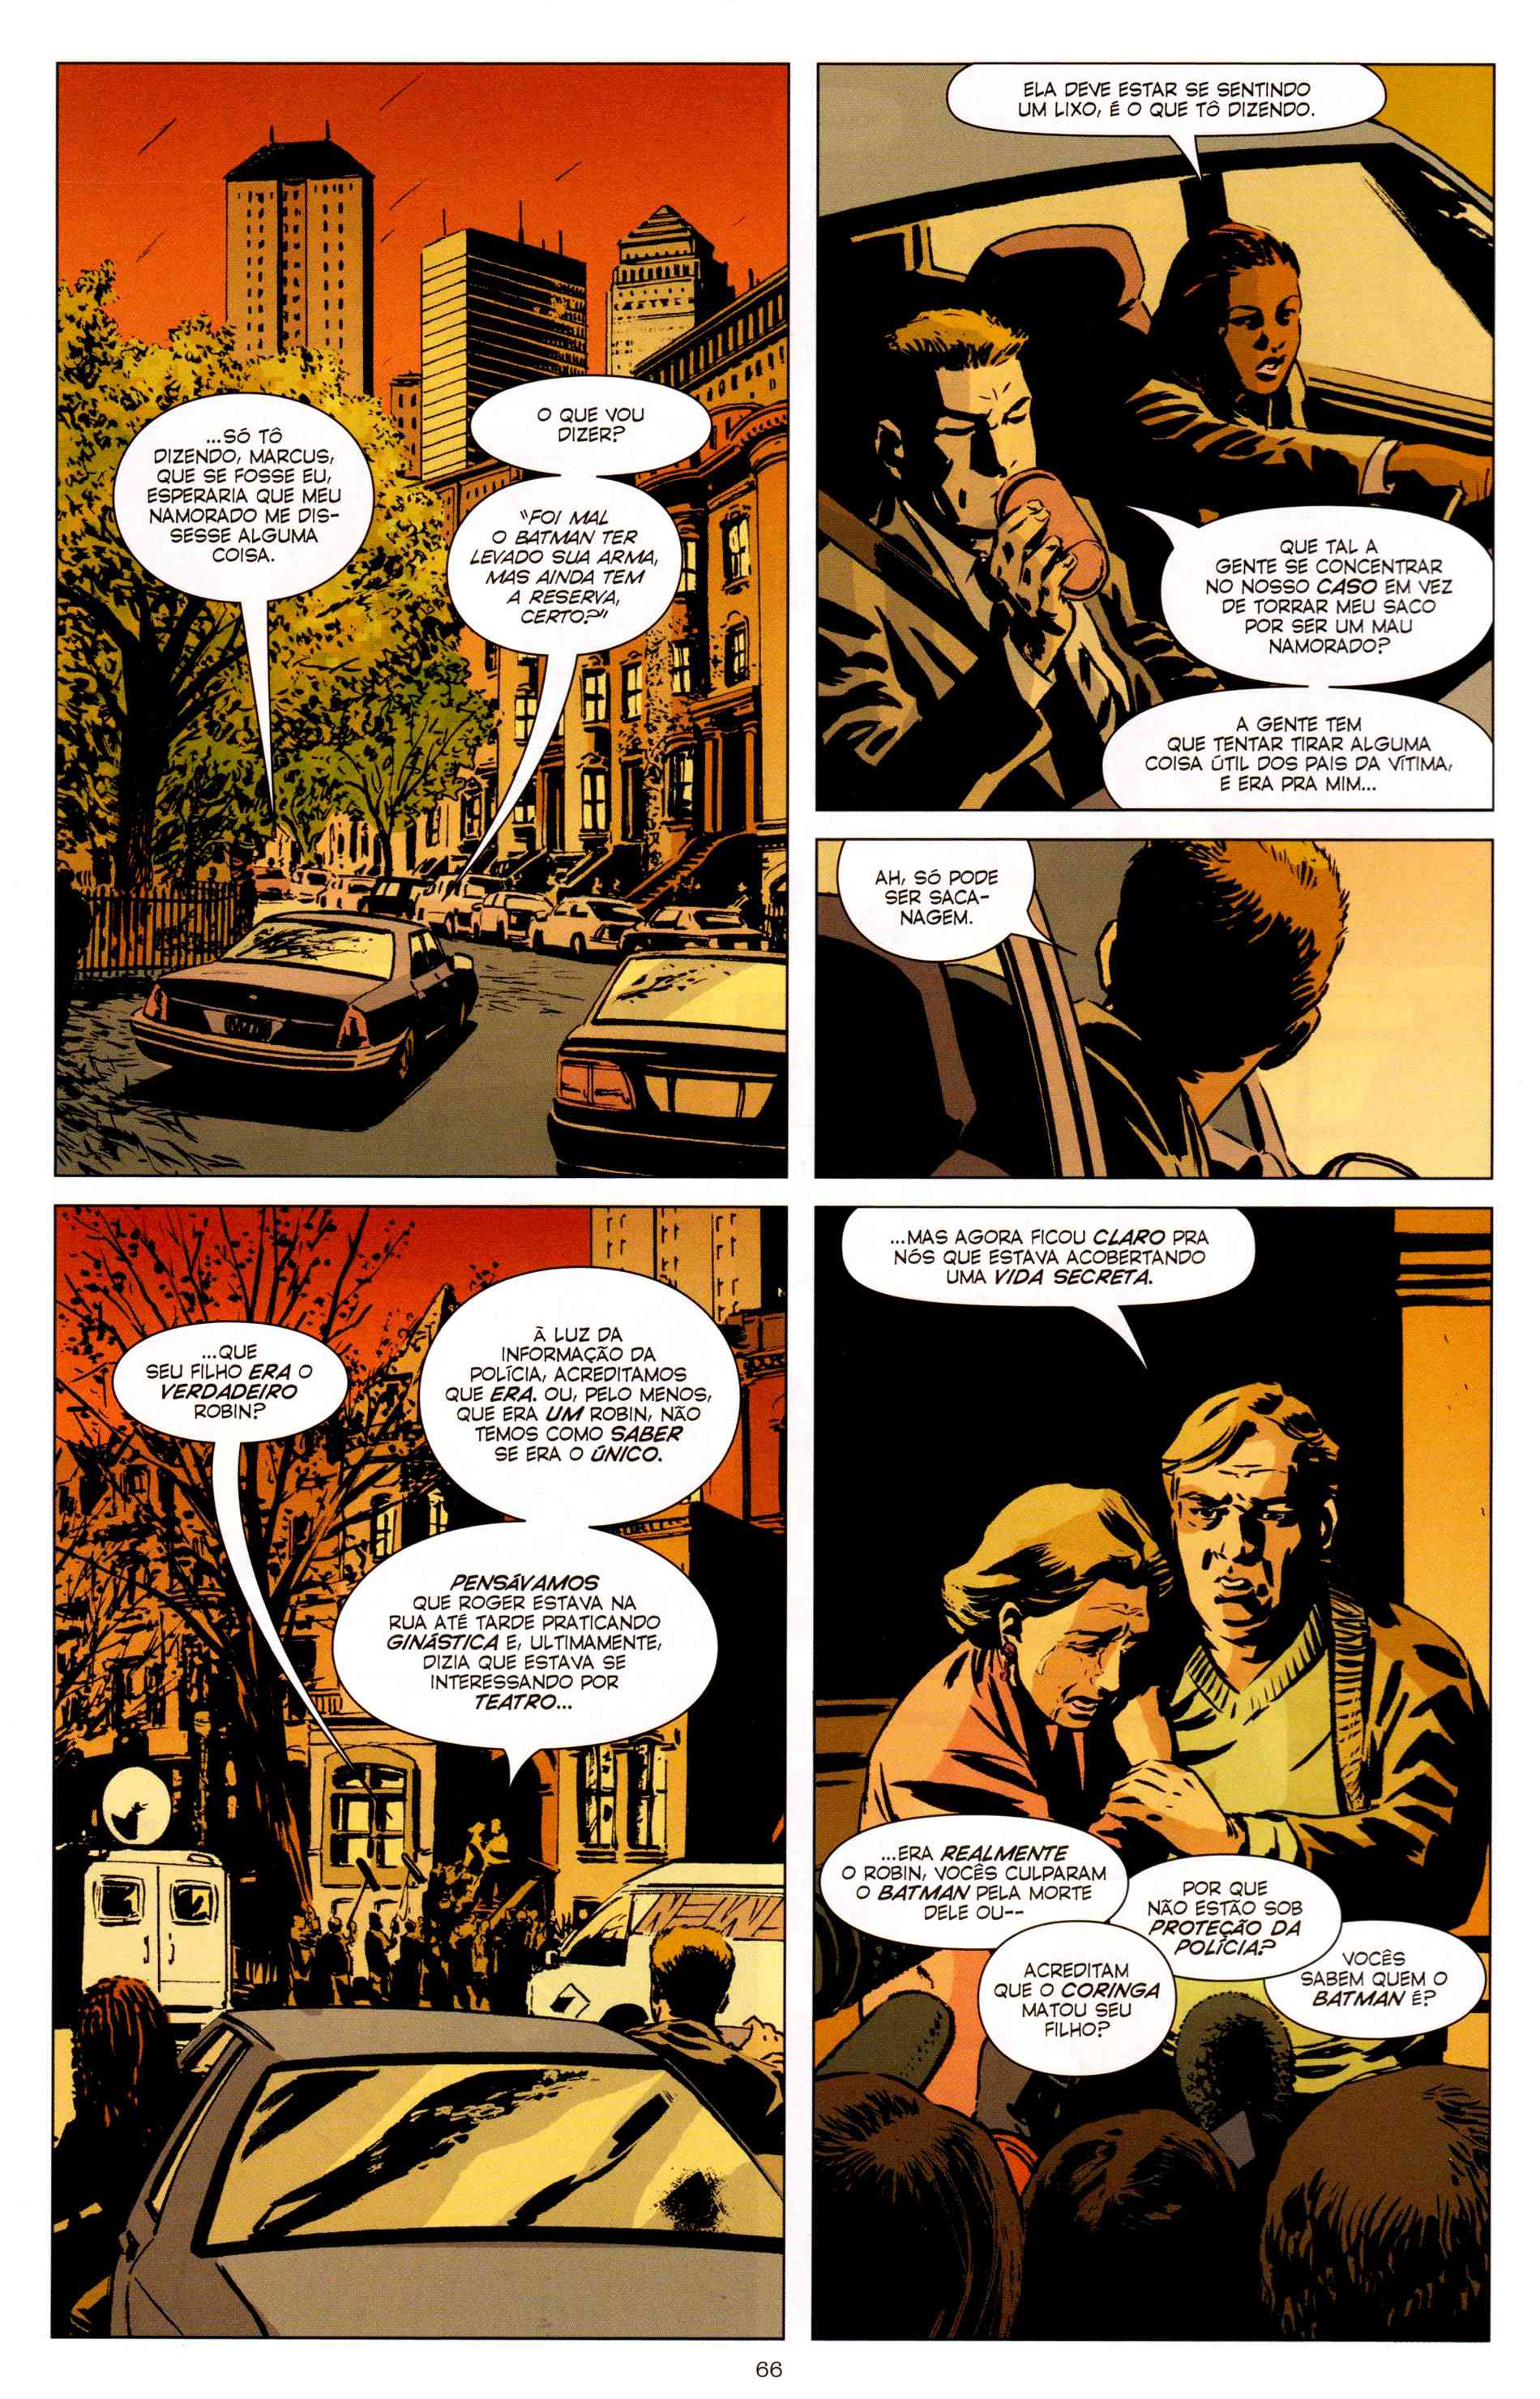 ...SÓ TÔ
DIZENDO, MARCUS,
QUE SE FOSSE EU,
ESPERARIA QUE MEU
NAMORADO ME DIS-
SESSE ALGUMA
COISA.
O QUE VOU
DIZER?
"FOI MAL
O BATMAN TER
LEVADO SUA ARMA,
MAS AINDA TEM
A RESERVA,
CERTO?"
ELA DEVE ESTAR SE SENTINDO
UM LIXO, É O QUE TÔ DIZENDO.
QUE TAL A
GENTE SE CONCENTRAR
NO NOSSO CASO EM VEZ
DE TORRAR MEU SACO
POR SER UM MAU
NAMORADO?
A GENTE TEM
QUE TENTAR TIRAR ALGUMA
COISA ÚTIL DOS PAIS DA VÍTIMA,
E ERA PRA MIM...
AH, SÓ PODE
SER SACA-
NAGEM.
...QUE
SEU FILHO ERA O
VERDADEIRO
ROBIN?
À LUZ DA
INFORMAÇÃO DA
POLÍCIA, ACREDITAMOS
QUE ERA. OU, PELO MENOS,
QUE ERA UM ROBIN, NÃO
TEMOS COMO SABER
SE ERA O ÚNICO.
PENSÁVAMOS
QUE ROGER ESTAVA NA
RUA ATÉ TARDE PRATICANDO
GINÁSTICA E, ULTIMAMENTE,
DIZIA QUE ESTAVA SE
INTERESSANDO POR
TEATRO...
NEWS
...MAS AGORA FICOU CLARO PRA
NÓS QUE ESTAVA ACOBERTANDO
UMA VIDA SECRETA.
...ERA REALMENTE
O ROBIN, VOCÊS CULPARAM
O BATMAN PELA MORTE
DELE OU--
POR QUE
NÃO ESTÃO SOB
PROTEÇÃO DA
POLÍCIA?
ACREDITAM
QUE O CORINGA
MATOU SEU
FILHO?
VOCÊS
SABEM QUEM O
BATMAN É?
66